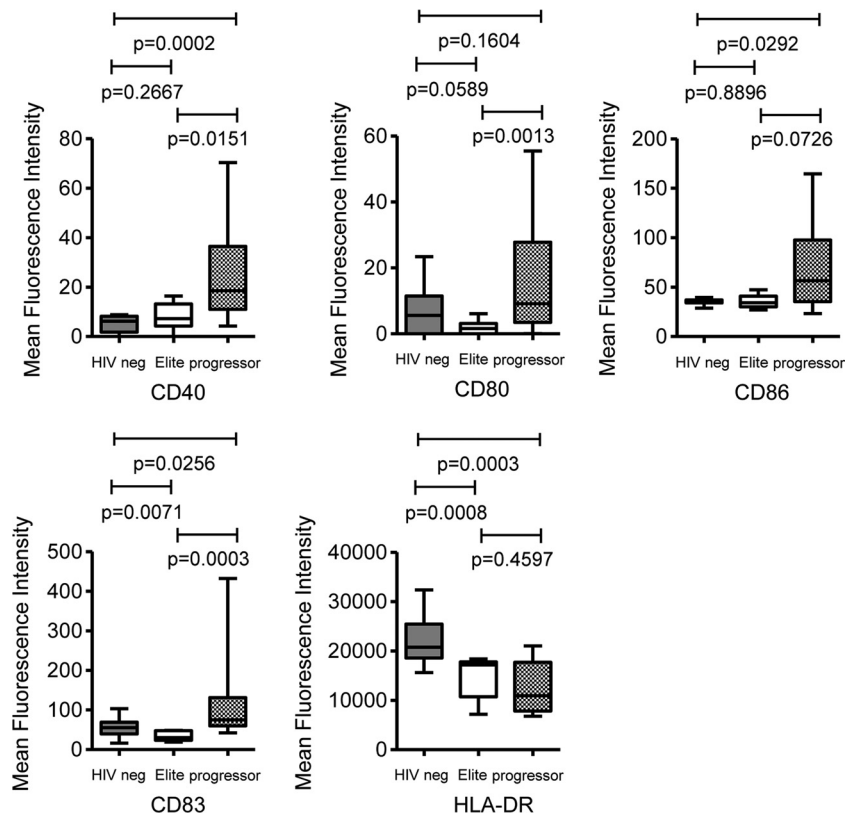 p=0.0002
p=0.2667
p=0.0151
Mean Fluorescence Intensity
80
60
40
20
0
HIV neg Elite progressor
CD40
p=0.1604
p=0.0589
p=0.0013
Mean Fluorescence Intensity
60
40
20
0
HIV neg Elite progressor
CD80
p=0.0292
p=0.8896
p=0.0726
Mean Fluorescence Intensity
200
150
100
50
0
HIV neg Elite progressor
CD86
p=0.0256
p=0.0071
p=0.0003
Mean Fluorescence Intensity
500
400
300
200
100
0
HIV neg Elite progressor
CD83
p=0.0003
p=0.0008
p=0.4597
Mean Fluorescence Intensity
40000
30000
20000
10000
0
HIV neg Elite progressor
HLA-DR